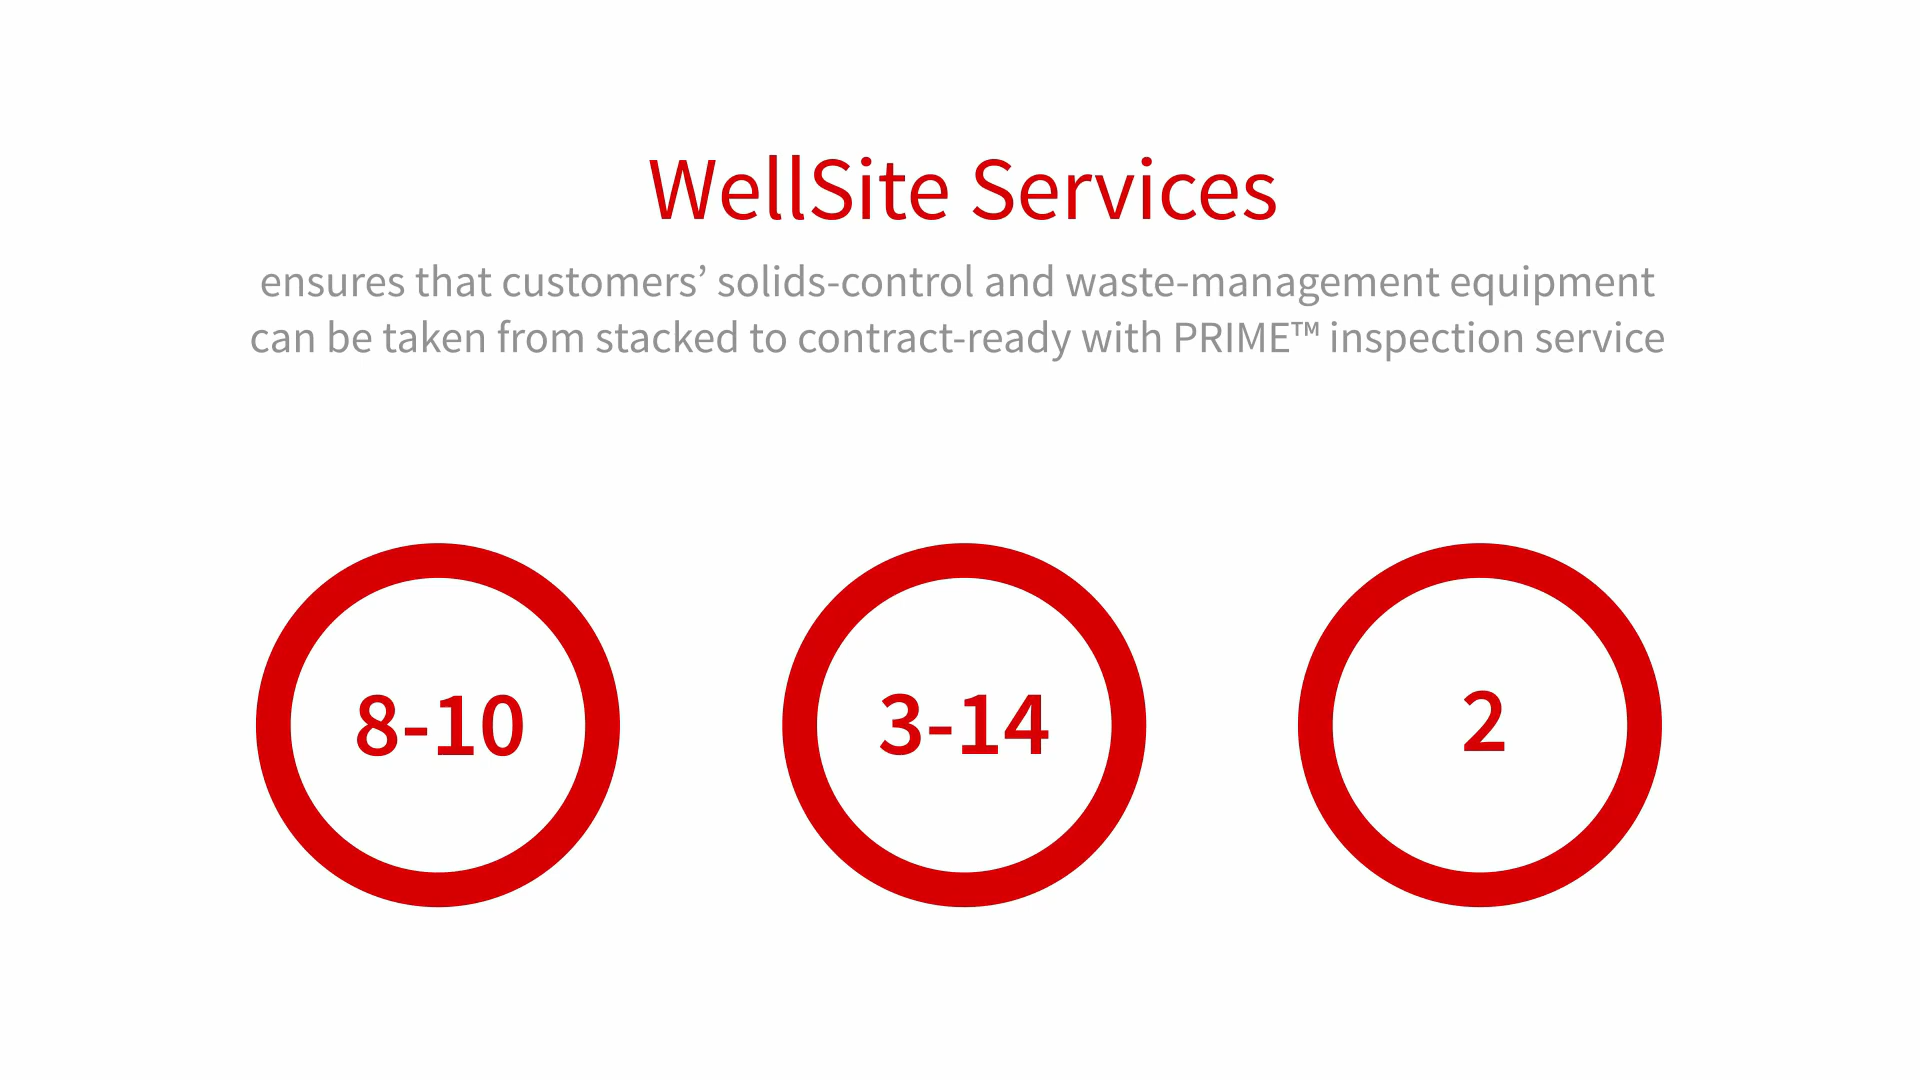 WellSite Services
ensures that customers’ solids-control and waste-management equipment
can be taken from stacked to contract-ready with PRIME™ inspection service
8-10
3-14
2